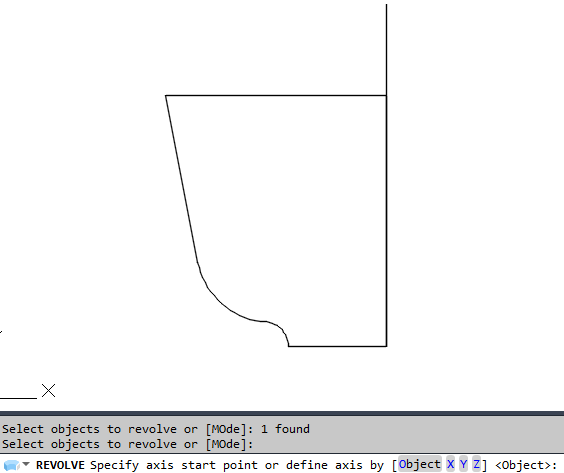 Select objects to revolve or [MOde]: 1 found
Select objects to revolve or [MOde]:
REVOLVE Specify axis start point or define axis by [Object X Y Z] <Object>: